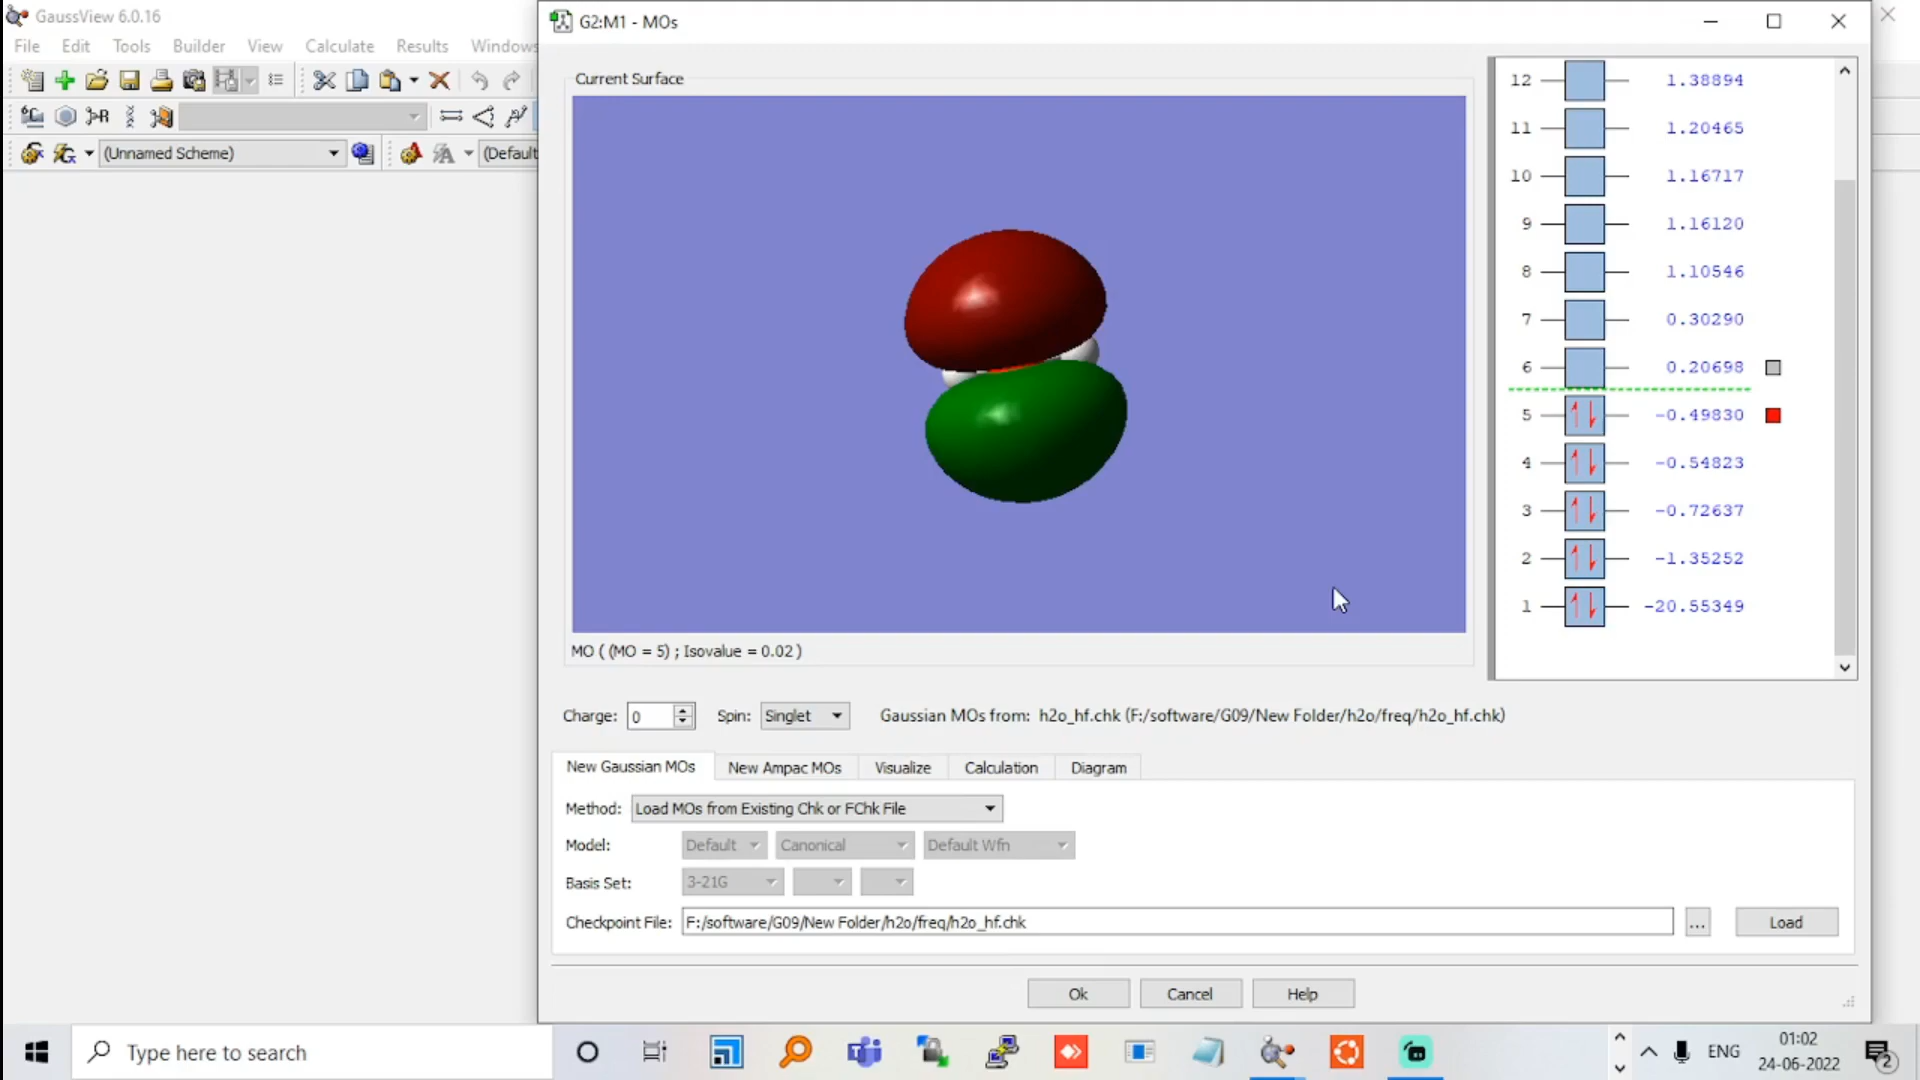 GaussView 6.0.16
File Edit Tools Builder View Calculate Results Windows
(Unnamed Scheme) (Default
G2:M1 - MOs
Current Surface
MO ( (MO = 5) ; Isovalue = 0.02 )
12 1.38894
11 1.20465
10 1.16717
9 1.16120
8 1.10546
7 0.30290
6 0.20698
5 -0.49830
4 -0.54823
3 -0.72637
2 -1.35252
1 -20.55349
Charge: 0 Spin: Singlet Gaussian MOs from: h2o_hf.chk (F:/software/G09/New Folder/h2o/freq/h2o_hf.chk)
New Gaussian MOs New Ampac MOs Visualize Calculation Diagram
Method: Load MOs from Existing Chk or FChk File
Model: Default Canonical Default Wfn
Basis Set: 3-21G
Checkpoint File: F:/software/G09/New Folder/h2o/freq/h2o_hf.chk ... Load
Ok Cancel Help
Type here to search
ENG
01:02
24-06-2022
2